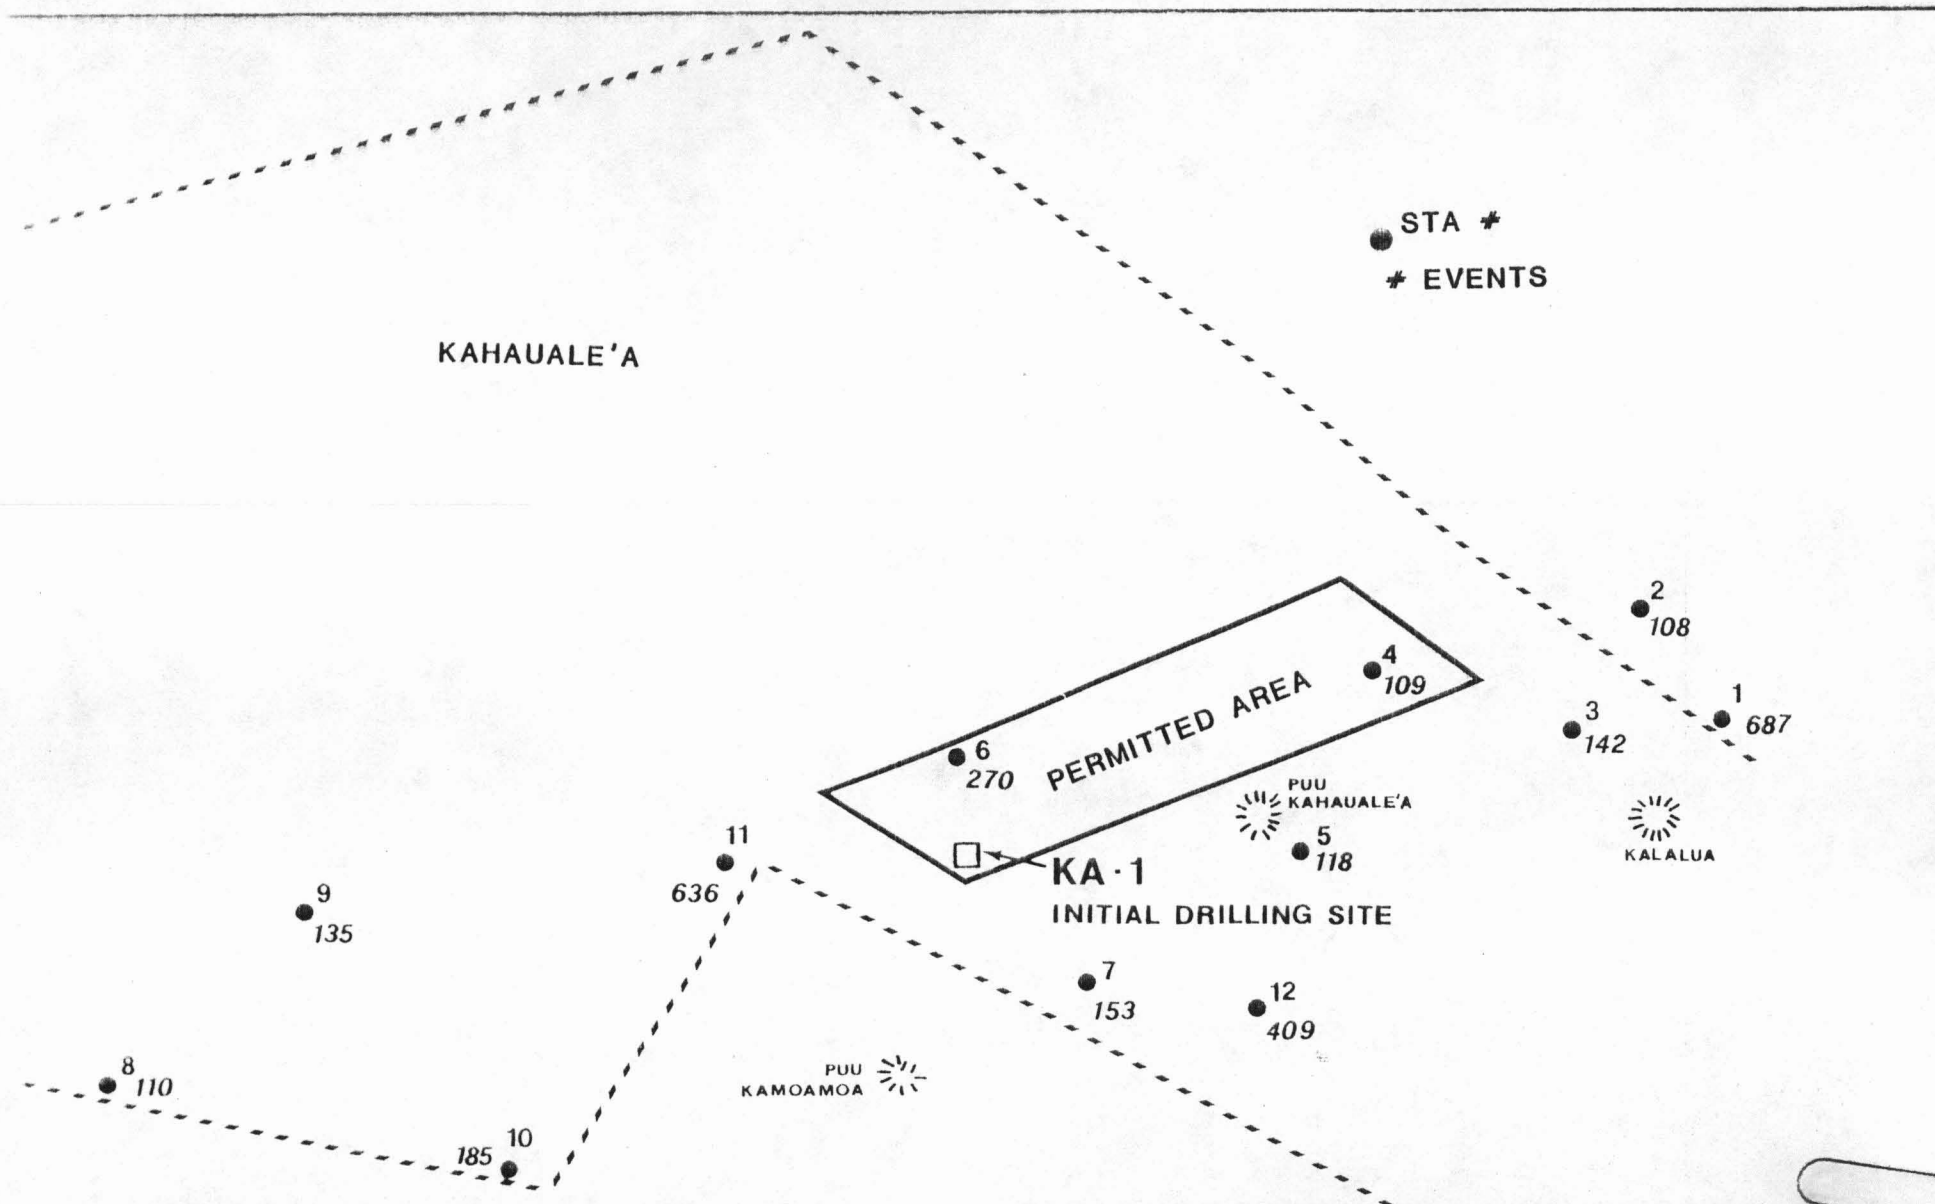 STA #
# EVENTS
KAHAUALE'A
2
108
4
109
1
687
3
142
PERMITTED AREA
6
270
PUU
KAHAUALE'A
5
118
KALALUA
11
636
KA-1
INITIAL DRILLING SITE
9
135
7
153
12
409
PUU
KAMOAMOA
8
110
10
185